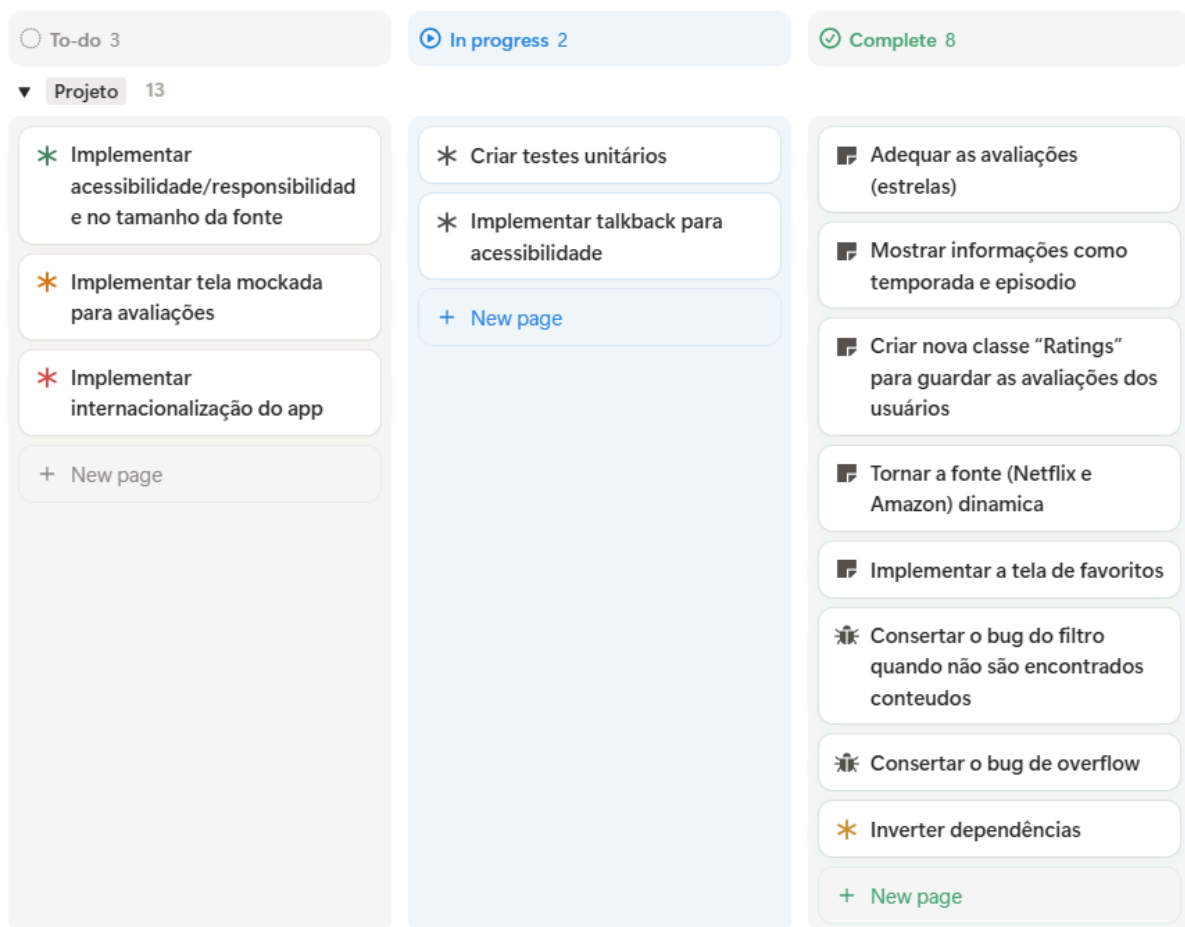 To-do 3
In progress 2
Complete 8
Projeto 13
Implementar
acessibilidade/responsibilidad
e no tamanho da fonte
Implementar tela mockada
para avaliações
Implementar
internacionalização do app
+ New page
Criar testes unitários
Implementar talkback para
acessibilidade
+ New page
Adequar as avaliações
(estrelas)
Mostrar informações como
temporada e episodio
Criar nova classe “Ratings”
para guardar as avaliações dos
usuários
Tornar a fonte (Netflix e
Amazon) dinamica
Implementar a tela de favoritos
Consertar o bug do filtro
quando não são encontrados
conteudos
Consertar o bug de overflow
Inverter dependências
+ New page